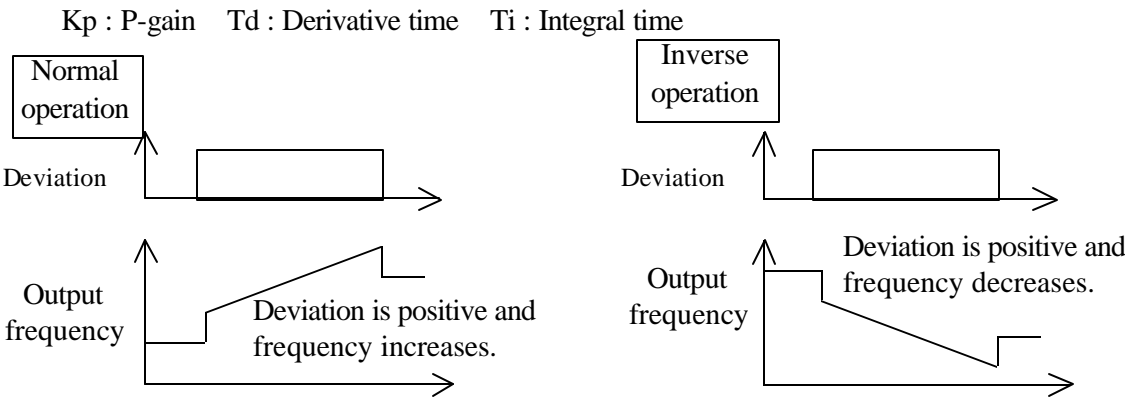 Kp : P-gain Td : Derivative time Ti : Integral time
Normal
operation
Deviation
Output
frequency
Deviation is positive and
frequency increases.
Inverse
operation
Deviation
Output
frequency
Deviation is positive and
frequency decreases.